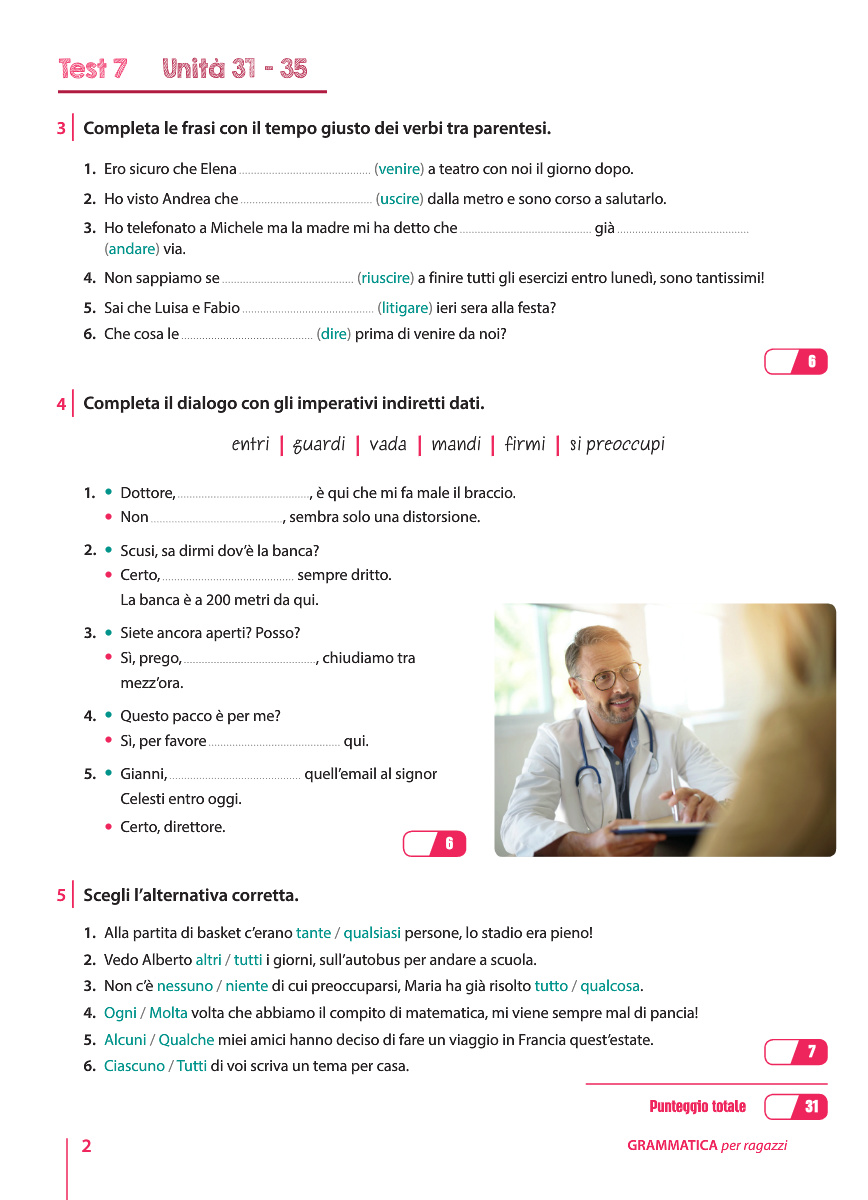 Test 7 Unità 31 - 35
3 Completa le frasi con il tempo giusto dei verbi tra parentesi.
1. Ero sicuro che Elena ............................................ (venire) a teatro con noi il giorno dopo.
2. Ho visto Andrea che ............................................ (uscire) dalla metro e sono corso a salutarlo.
3. Ho telefonato a Michele ma la madre mi ha detto che ............................................ già ............................................
(andare) via.
4. Non sappiamo se ............................................ (riuscire) a finire tutti gli esercizi entro lunedì, sono tantissimi!
5. Sai che Luisa e Fabio ............................................ (litigare) ieri sera alla festa?
6. Che cosa le ............................................ (dire) prima di venire da noi?
6
4 Completa il dialogo con gli imperativi indiretti dati.
entri | guardi | vada | mandi | firmi | si preoccupi
1. • Dottore, ............................................, è qui che mi fa male il braccio.
• Non ............................................, sembra solo una distorsione.
2. • Scusi, sa dirmi dov'è la banca?
• Certo, ............................................ sempre dritto.
La banca è a 200 metri da qui.
3. • Siete ancora aperti? Posso?
• Sì, prego, ............................................, chiudiamo tra
mezz'ora.
4. • Questo pacco è per me?
• Sì, per favore ............................................ qui.
5. • Gianni, ............................................ quell'email al signor
Celesti entro oggi.
• Certo, direttore.
6
5 Scegli l'alternativa corretta.
1. Alla partita di basket c'erano tante / qualsiasi persone, lo stadio era pieno!
2. Vedo Alberto altri / tutti i giorni, sull'autobus per andare a scuola.
3. Non c'è nessuno / niente di cui preoccuparsi, Maria ha già risolto tutto / qualcosa.
4. Ogni / Molta volta che abbiamo il compito di matematica, mi viene sempre mal di pancia!
5. Alcuni / Qualche miei amici hanno deciso di fare un viaggio in Francia quest'estate.
6. Ciascuno / Tutti di voi scriva un tema per casa.
7
Punteggio totale 31
2 GRAMMATICA per ragazzi